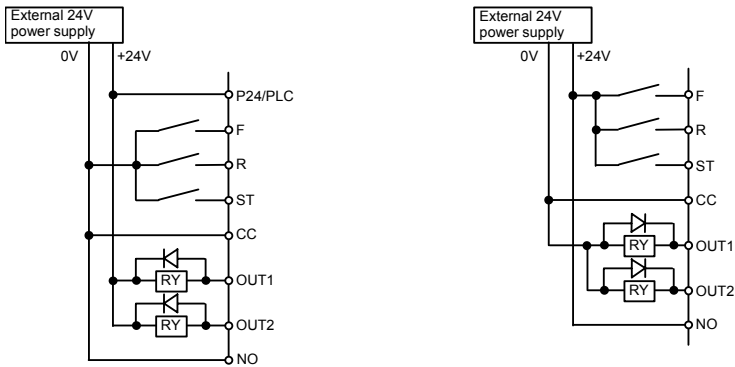 External 24V
power supply
0V
+24V
P24/PLC
F
R
ST
CC
RY
OUT1
RY
OUT2
NO
External 24V
power supply
0V
+24V
F
R
ST
CC
RY
OUT1
RY
OUT2
NO